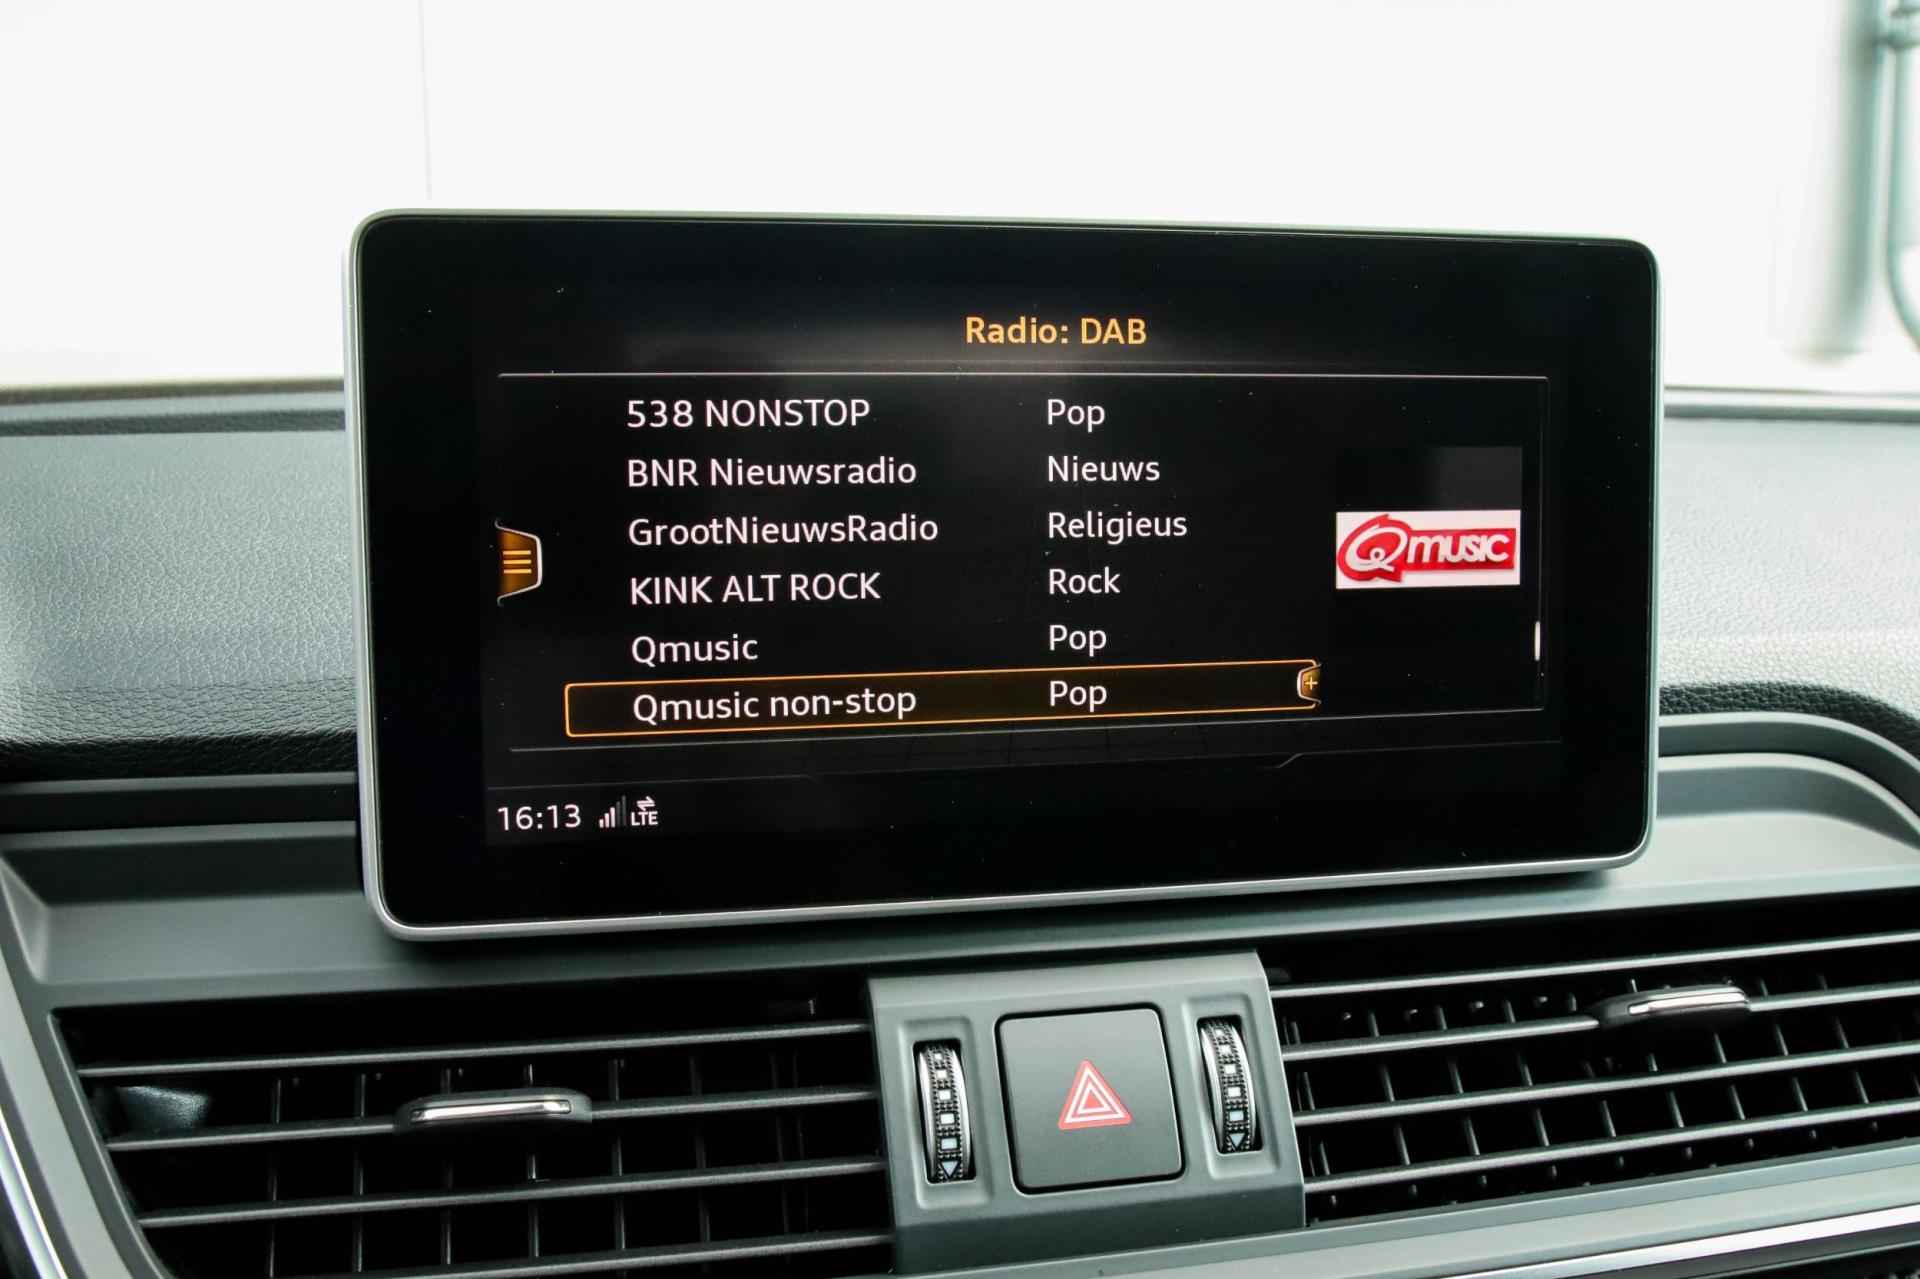 Radio: DAB
538 NONSTOP Pop
BNR Nieuwsradio Nieuws
GrootNieuwsRadio Religieus
KINK ALT ROCK Rock
Qmusic Pop
Qmusic non-stop Pop
Qmusic
16:13 LTE